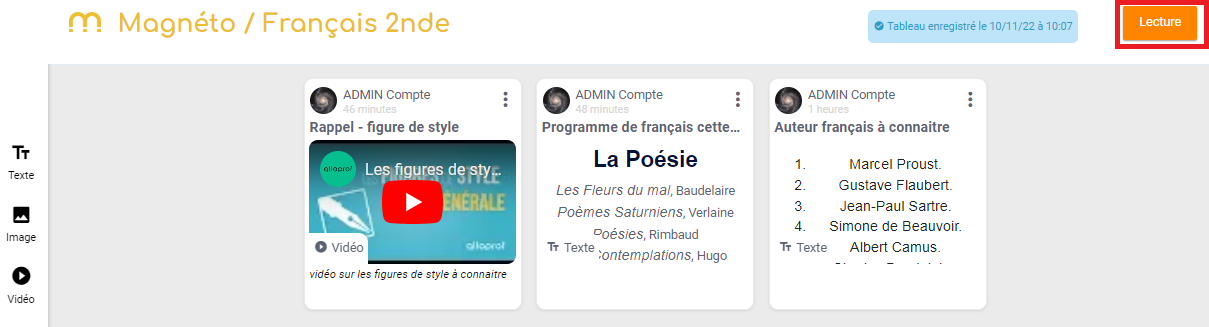 Magnéto / Français 2nde
Tableau enregistré le 10/11/22 à 10:07
Lecture
Texte
Image
Vidéo
ADMIN Compte
46 minutes
Rappel - figure de style
alloprof
Les figures de sty...
STYLE
GÉNÉRALE
alloprof
Vidéo
vidéo sur les figures de style à connaitre
ADMIN Compte
48 minutes
Programme de français cette...
La Poésie
Les Fleurs du mal, Baudelaire
Poèmes Saturniens, Verlaine
Poésies, Rimbaud
Contemplations, Hugo
Texte
ADMIN Compte
1 heures
Auteur français à connaitre
1. Marcel Proust.
2. Gustave Flaubert.
3. Jean-Paul Sartre.
4. Simone de Beauvoir.
Albert Camus.
Texte